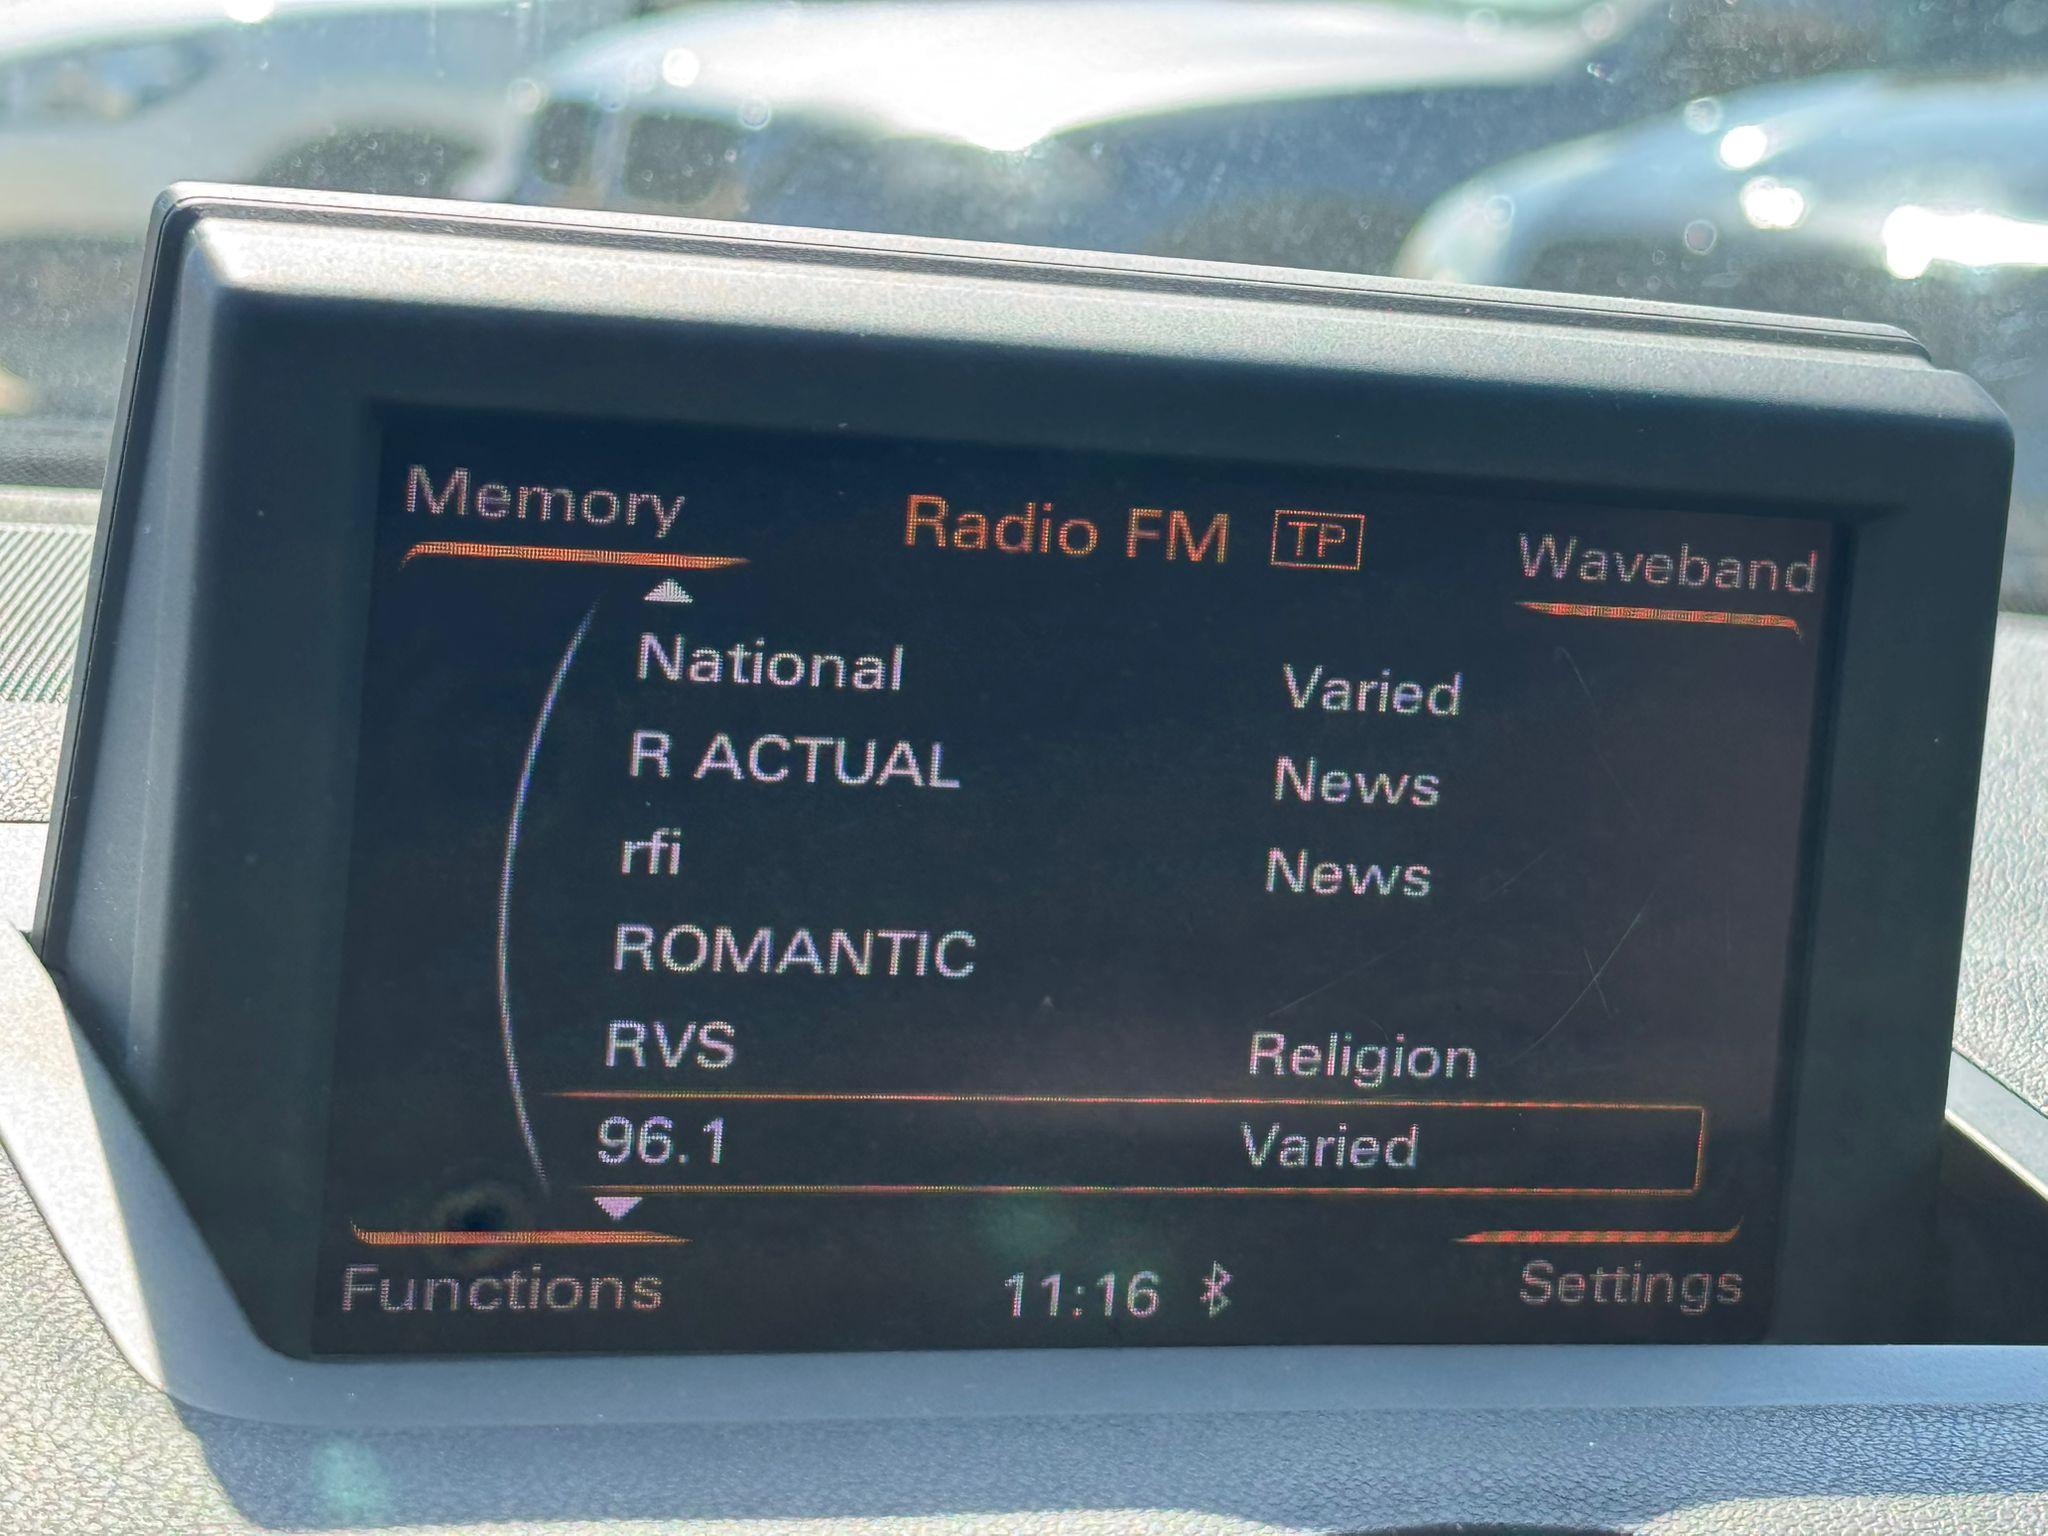 Memory Radio FM TP Waveband
National Varied
R ACTUAL News
rfi News
ROMANTIC
RVS Religion
96.1 Varied
Functions 11:16 Settings